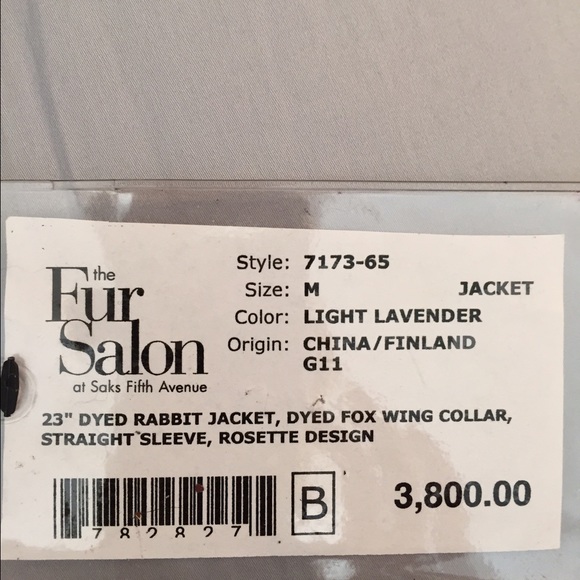 the
Fur
Salon
at Saks Fifth Avenue
Style: 7173-65
Size: M JACKET
Color: LIGHT LAVENDER
Origin: CHINA/FINLAND
G11
23" DYED RABBIT JACKET, DYED FOX WING COLLAR,
STRAIGHT SLEEVE, ROSETTE DESIGN
782827
B
3,800.00